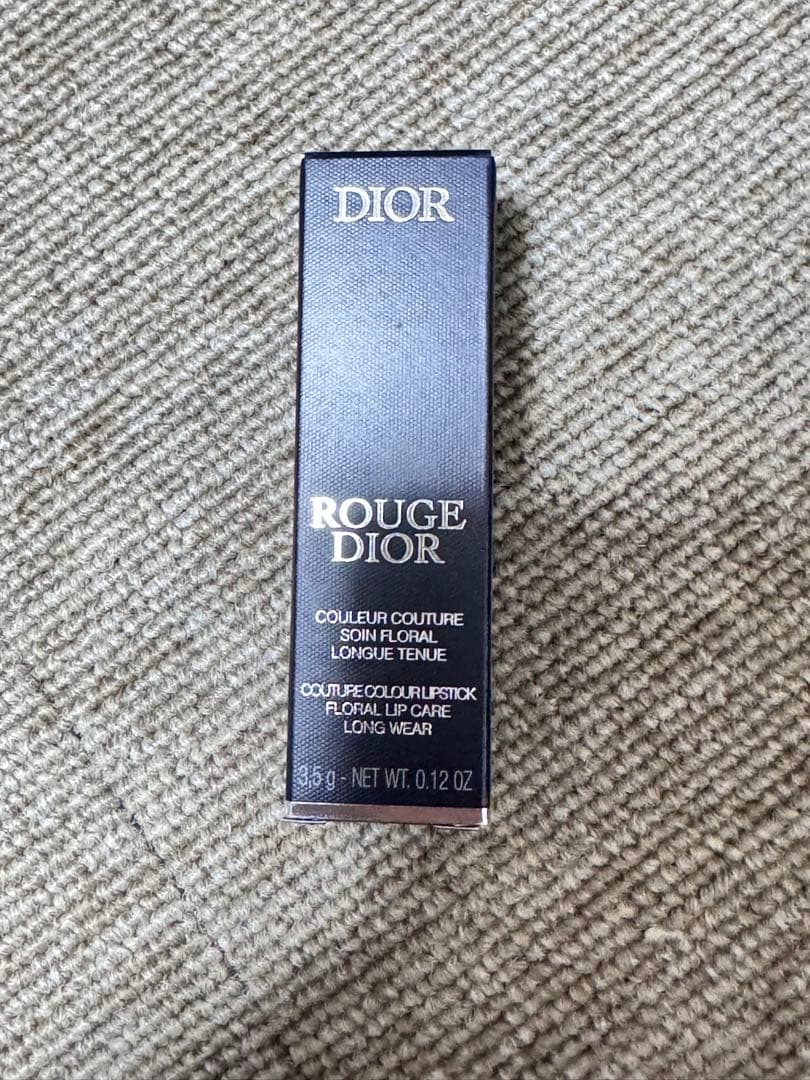 DIOR
ROUGE
DIOR
COULEUR COUTURE
SOIN FLORAL
LONGUE TENUE
COUTURE COLOUR LIPSTICK
FLORAL LIP CARE
LONG WEAR
3,5 g - NET WT. 0.12 OZ